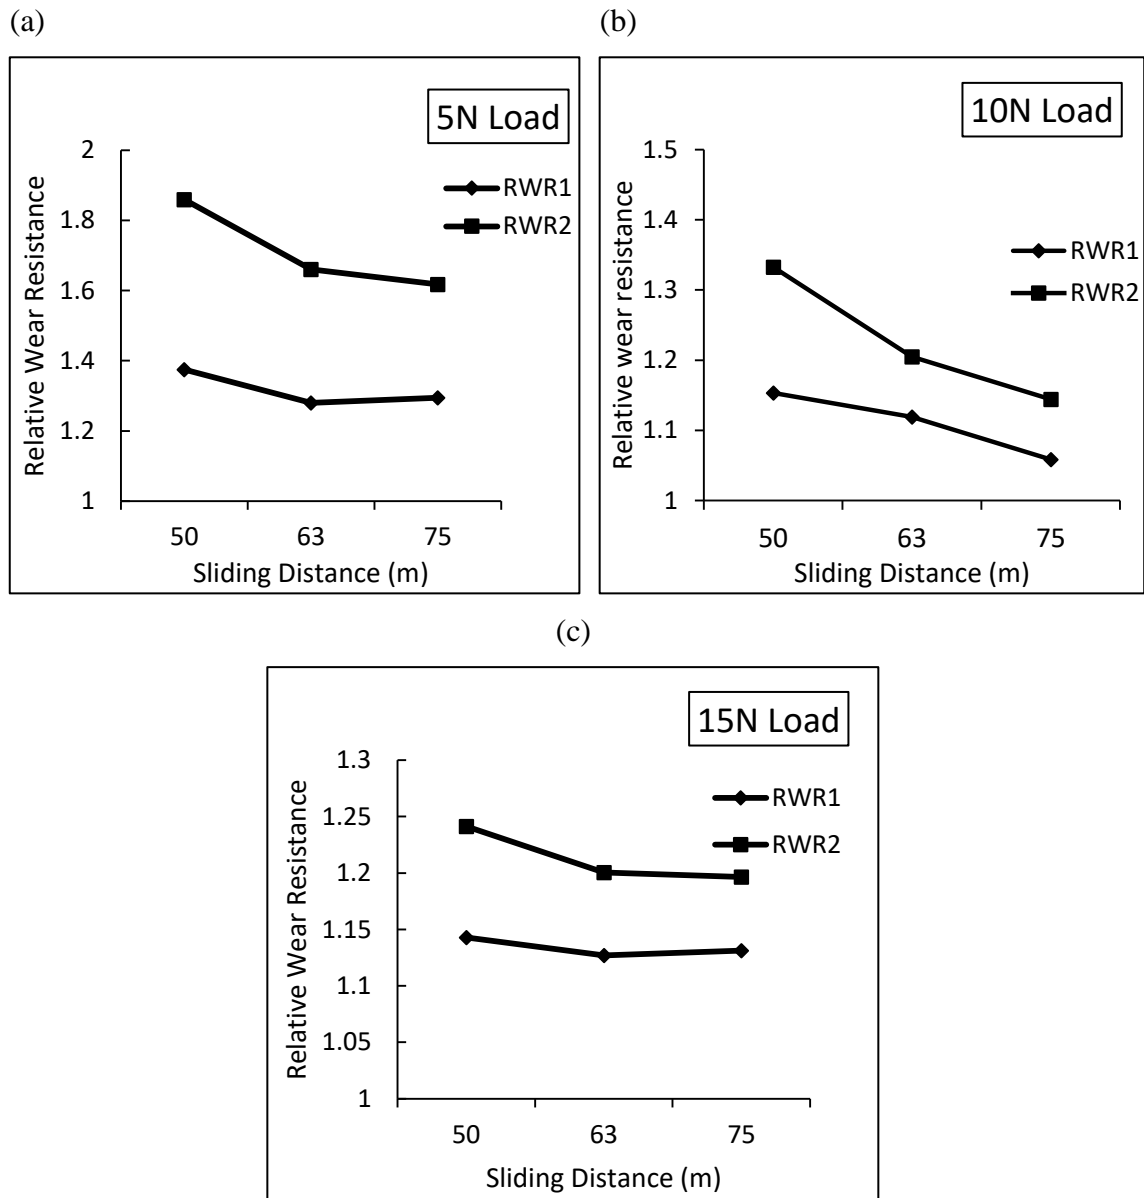 (a)
5N Load
Relative Wear Resistance
2
1.8
1.6
1.4
1.2
1
RWR1
RWR2
50 63 75
Sliding Distance (m)
(b)
10N Load
Relative wear resistance
1.5
1.4
1.3
1.2
1.1
1
RWR1
RWR2
50 63 75
Sliding Distance (m)
(c)
15N Load
Relative Wear Resistance
1.3
1.25
1.2
1.15
1.1
1.05
1
RWR1
RWR2
50 63 75
Sliding Distance (m)